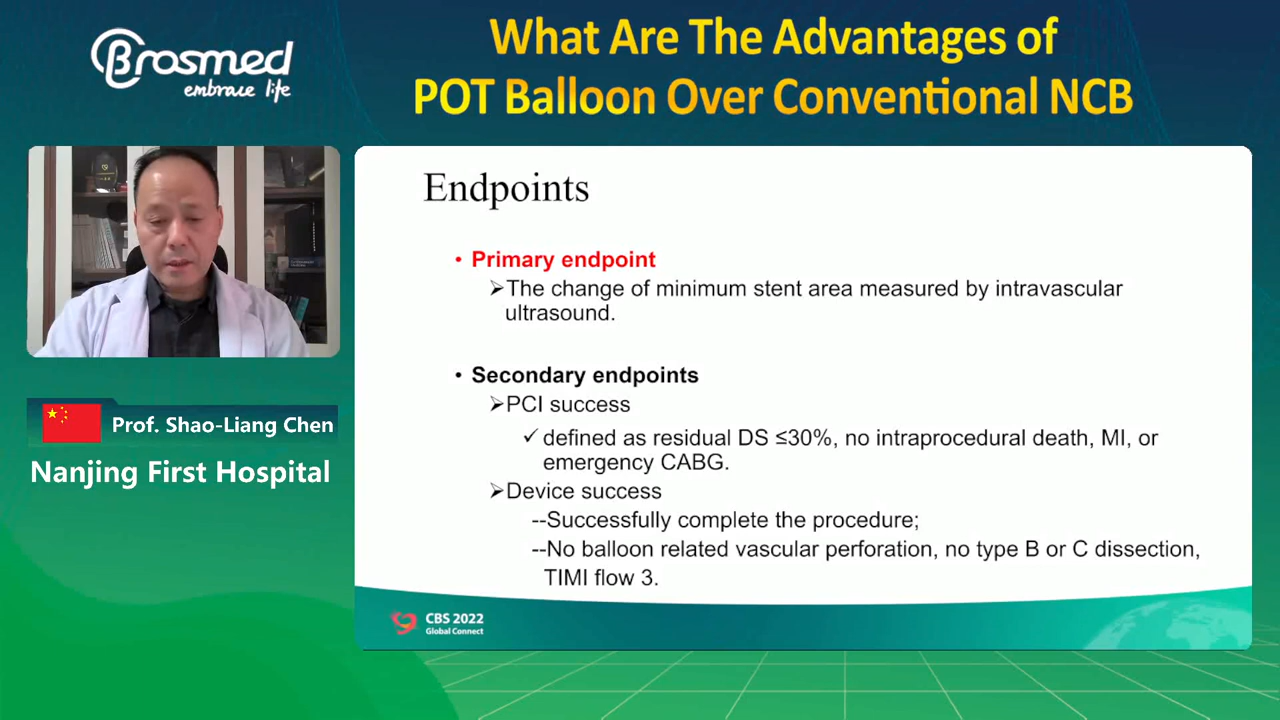 Brosmed
embrace life
What Are The Advantages of
POT Balloon Over Conventional NCB
Prof. Shao-Liang Chen
Nanjing First Hospital
Endpoints
• Primary endpoint
➢The change of minimum stent area measured by intravascular
ultrasound.
• Secondary endpoints
➢PCI success
✓ defined as residual DS ≤30%, no intraprocedural death, MI, or
emergency CABG.
➢Device success
--Successfully complete the procedure;
--No balloon related vascular perforation, no type B or C dissection,
TIMI flow 3.
CBS 2022
Global Connect